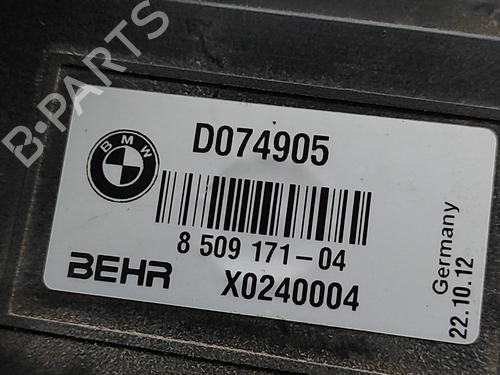 B-PARTS
BMW
D074905
8 509 171-04
BEHR
X0240004
Germany
22.10.12